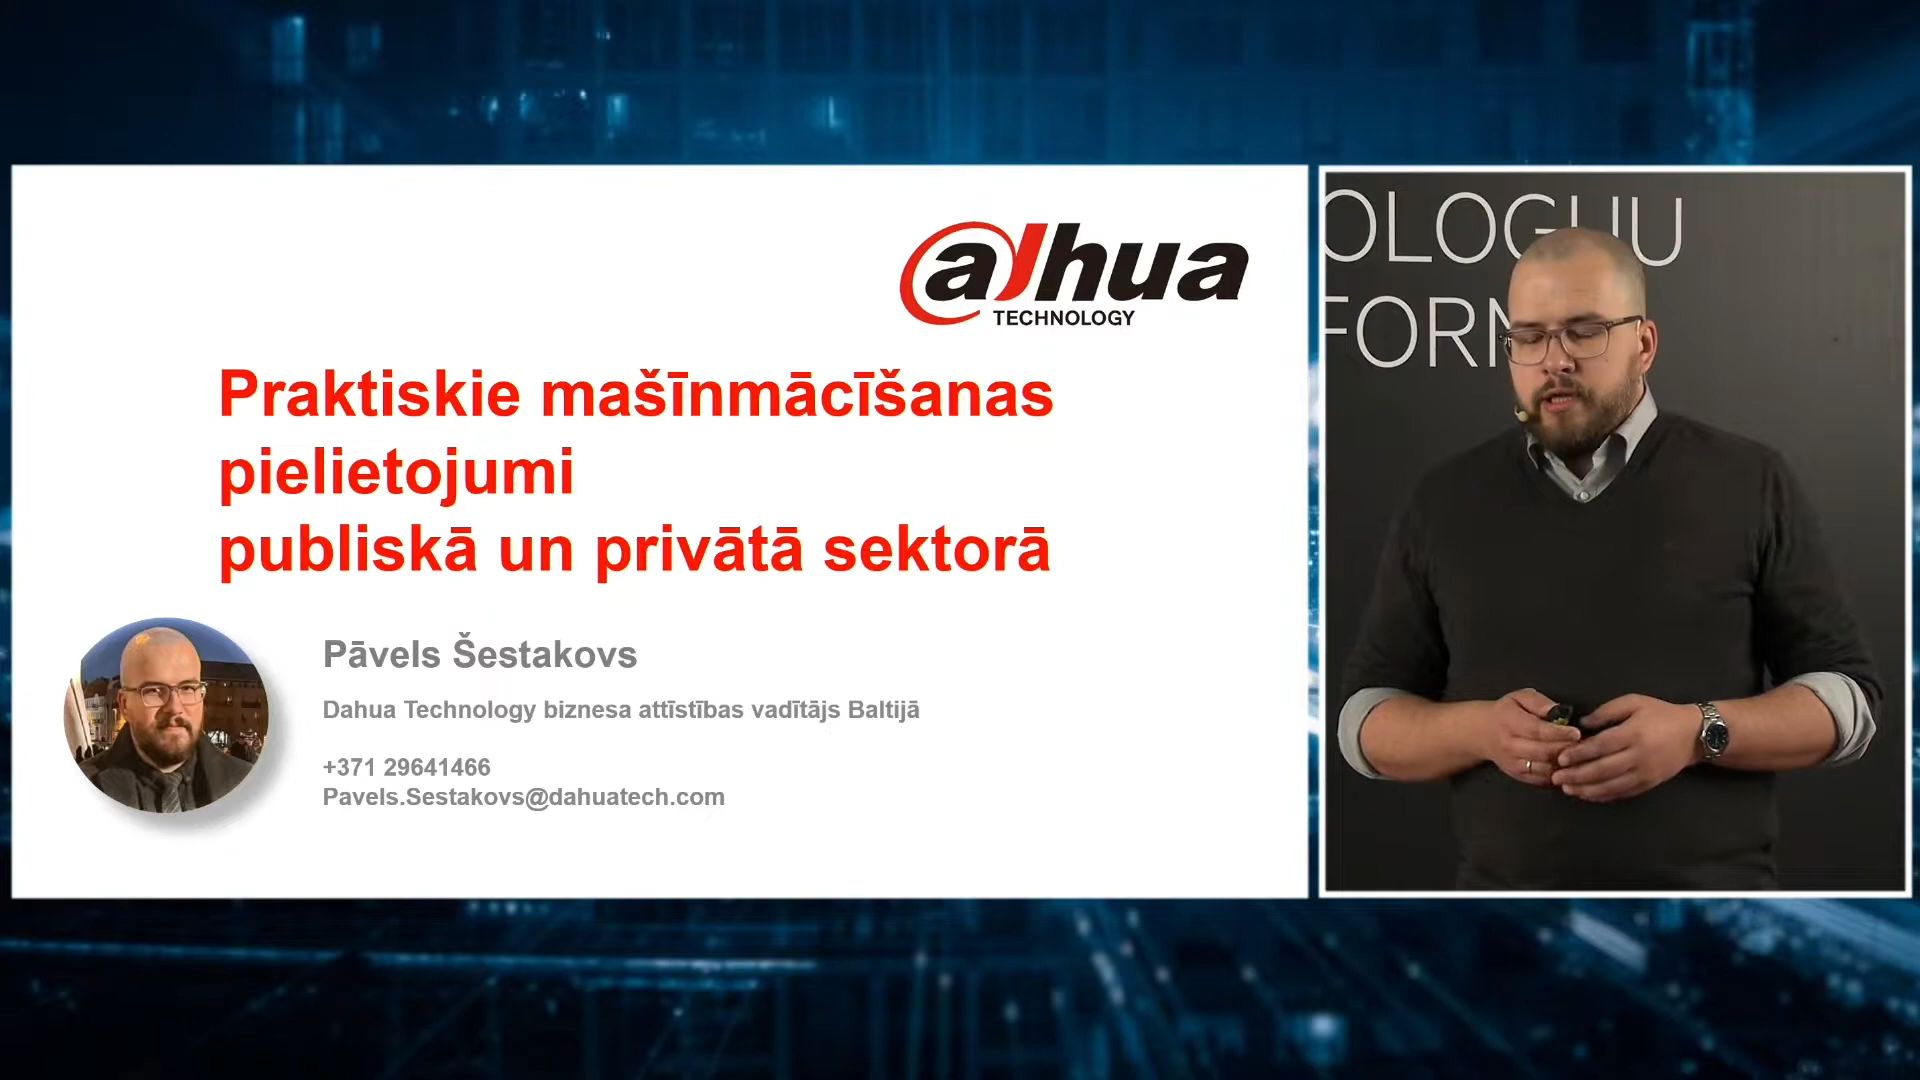 alhua
TECHNOLOGY
Praktiskie mašīnmācīšanas
pielietojumi
publiskā un privātā sektorā
Pāvels Šestakovs
Dahua Technology biznesa attīstības vadītājs Baltijā
+371 29641466
Pavels.Sestakovs@dahuatech.com